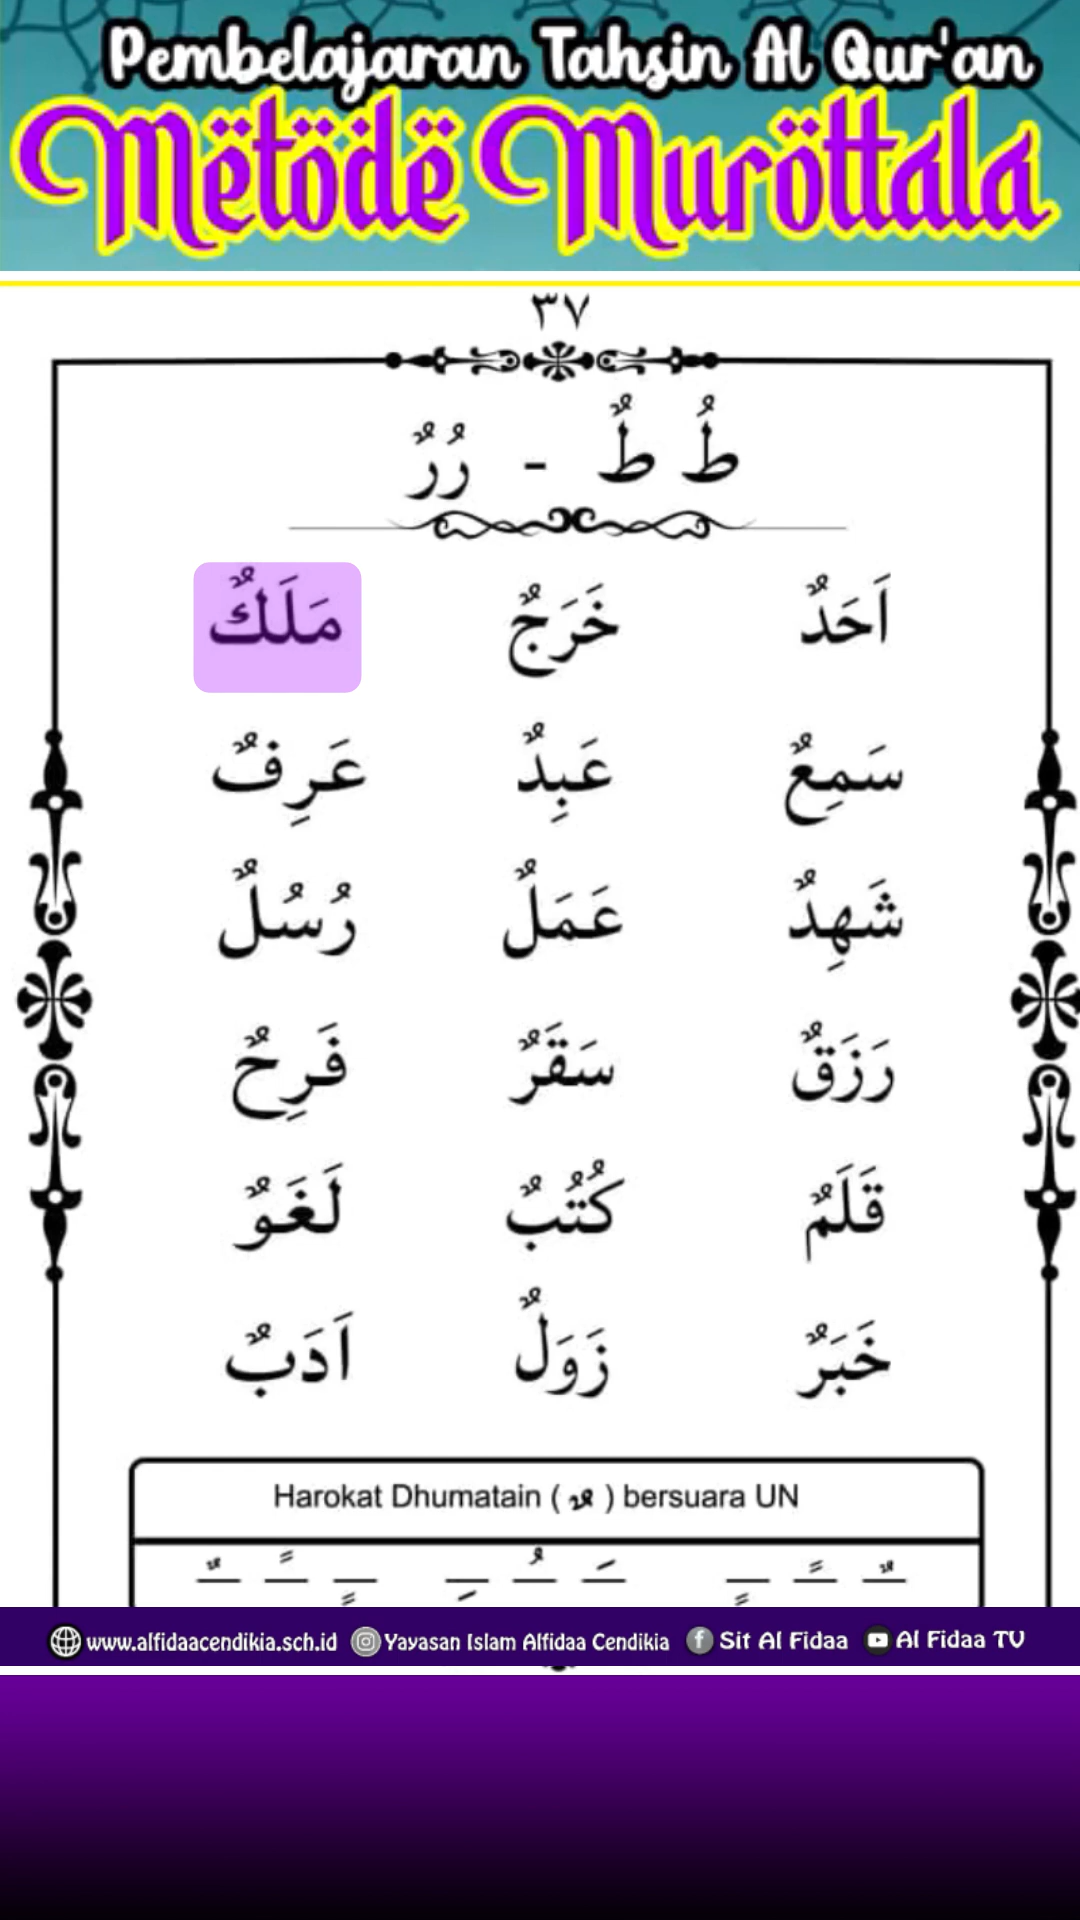 Pembelajaran Tahsin Al Qur'an
Metode Murottala
٣٧
طُ طٌ - رُ رٌ
اَحَدٌ خَرَجٌ مَلَكٌ
سَمِعٌ عَبِدٌ عَرِفٌ
شَهِدٌ عَمَلٌ رُسُلٌ
رَزَقٌ سَقَرٌ فَرِحٌ
قَلَمٌ كُتُبٌ لَغَوٌ
خَبَرٌ زَوَلٌ اَدَبٌ
Harokat Dhumatain ( ٌ ) bersuara UN
www.alfidaacendikia.sch.id Yayasan Islam Alfidaa Cendikia Sit Al Fidaa Al Fidaa TV